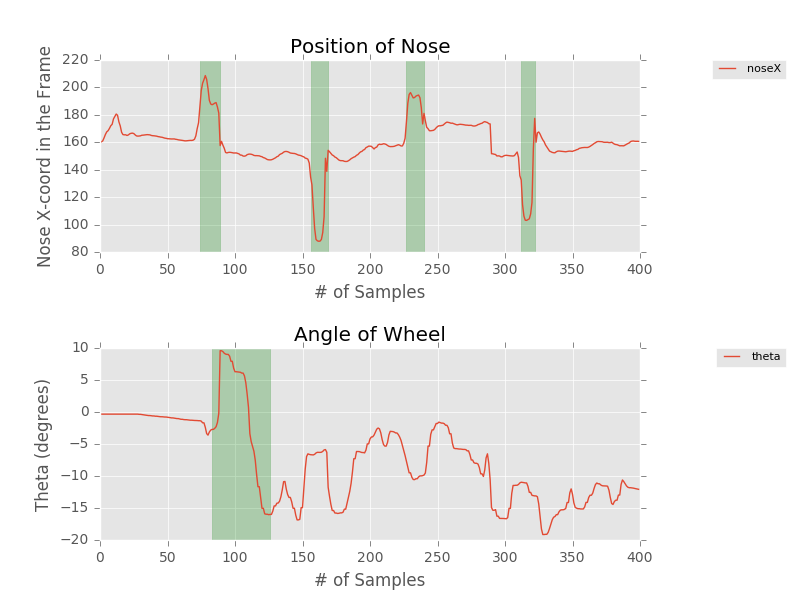 Position of Nose
Nose X-coord in the Frame
220
200
180
160
140
120
100
80
0 50 100 150 200 250 300 350 400
# of Samples
noseX
Angle of Wheel
Theta (degrees)
10
5
0
−5
−10
−15
−20
0 50 100 150 200 250 300 350 400
# of Samples
theta